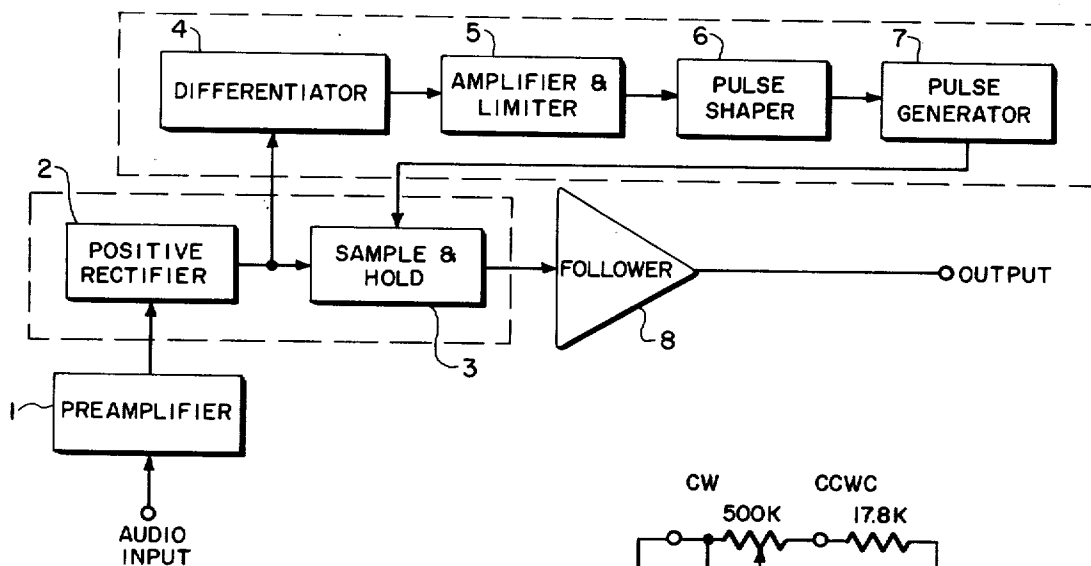 4
DIFFERENTIATOR
5
AMPLIFIER &
LIMITER
6
PULSE
SHAPER
7
PULSE
GENERATOR
2
POSITIVE
RECTIFIER
SAMPLE &
HOLD
3
FOLLOWER
8
OUTPUT
1
PREAMPLIFIER
AUDIO
INPUT
CW
CCWC
500K
17.8K